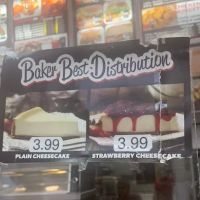 Baker Best Distribution
3.99
3.99
PLAIN CHEESECAKE
STRAWBERRY CHEESECAKE